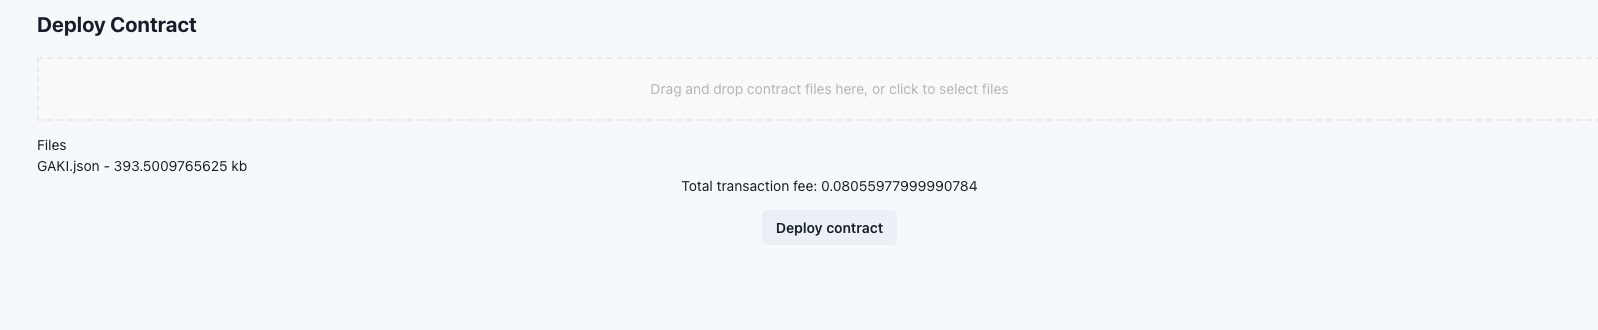 Deploy Contract
Drag and drop contract files here, or click to select files
Files
GAKI.json - 393.5009765625 kb
Total transaction fee: 0.08055977999990784
Deploy contract